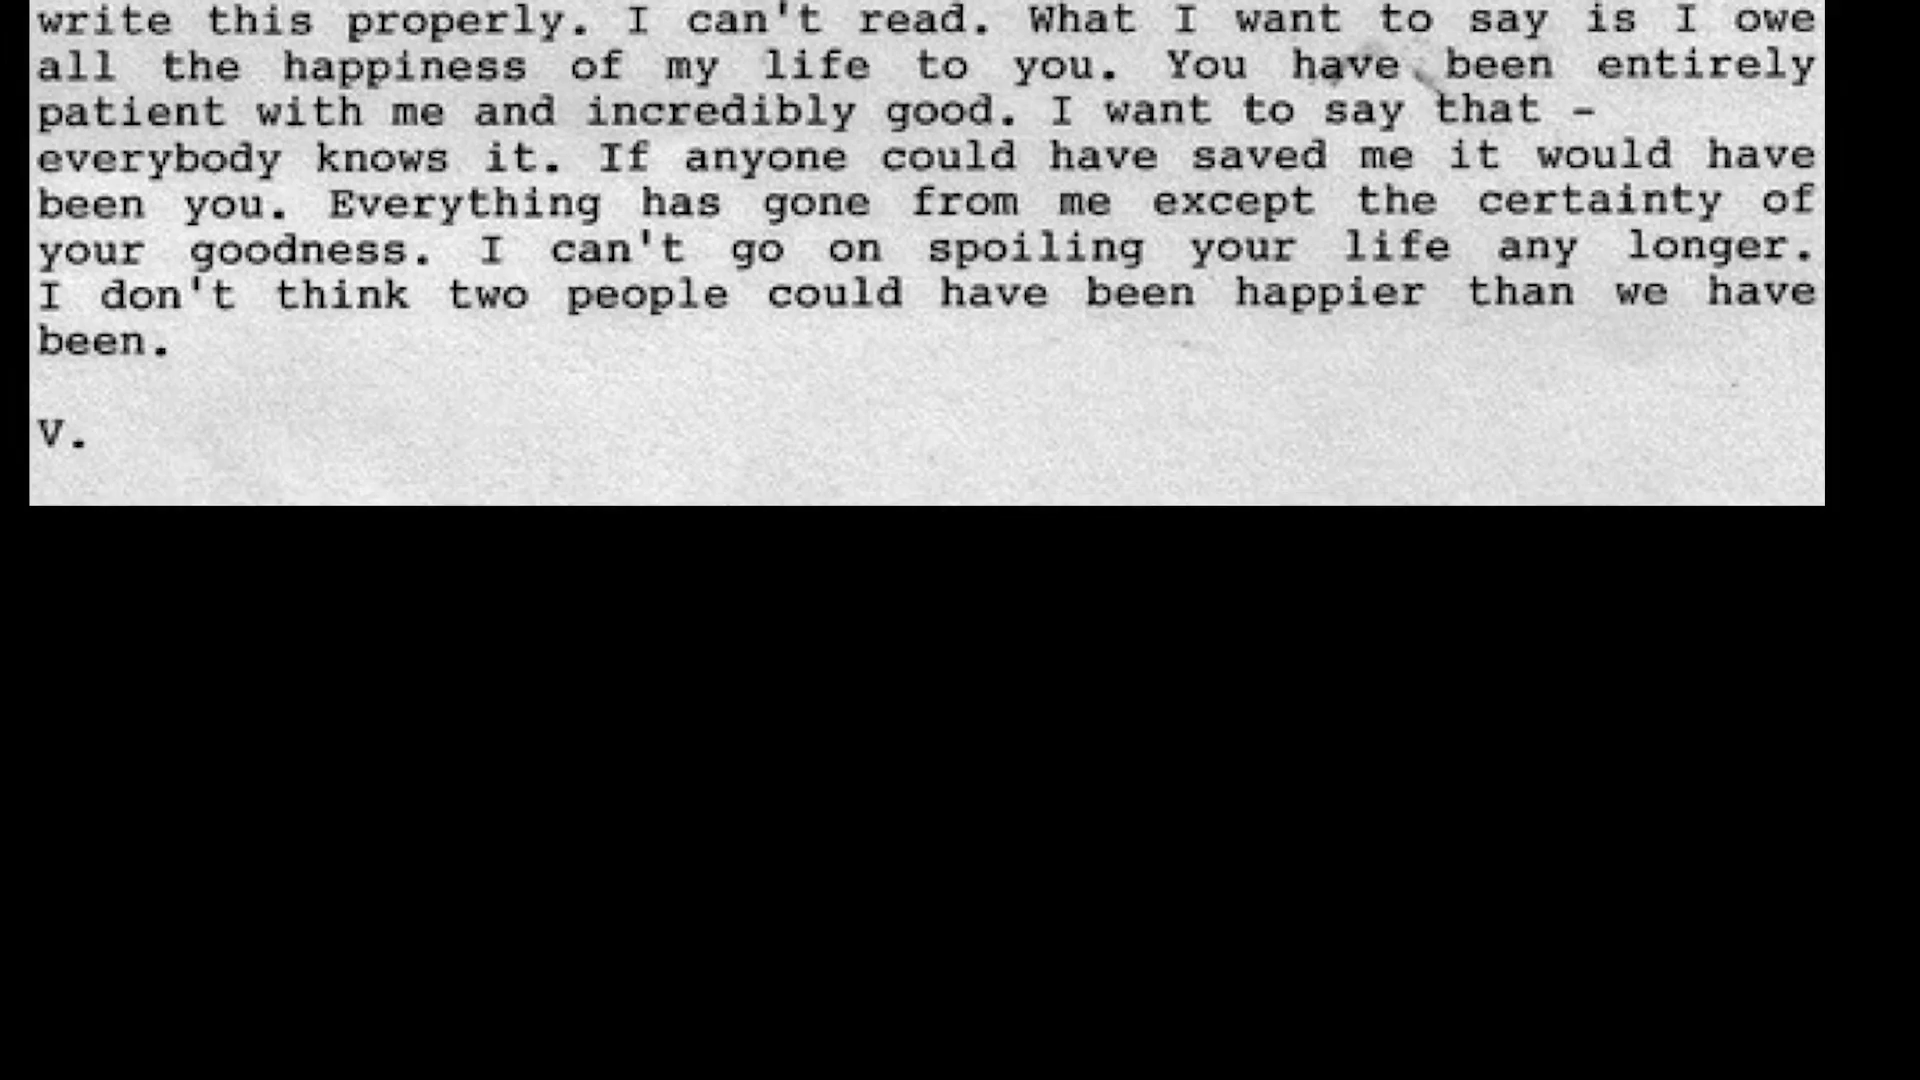 write this properly. I can't read. What I want to say is I owe
all the happiness of my life to you. You have been entirely
patient with me and incredibly good. I want to say that -
everybody knows it. If anyone could have saved me it would have
been you. Everything has gone from me except the certainty of
your goodness. I can't go on spoiling your life any longer.
I don't think two people could have been happier than we have
been.
V.